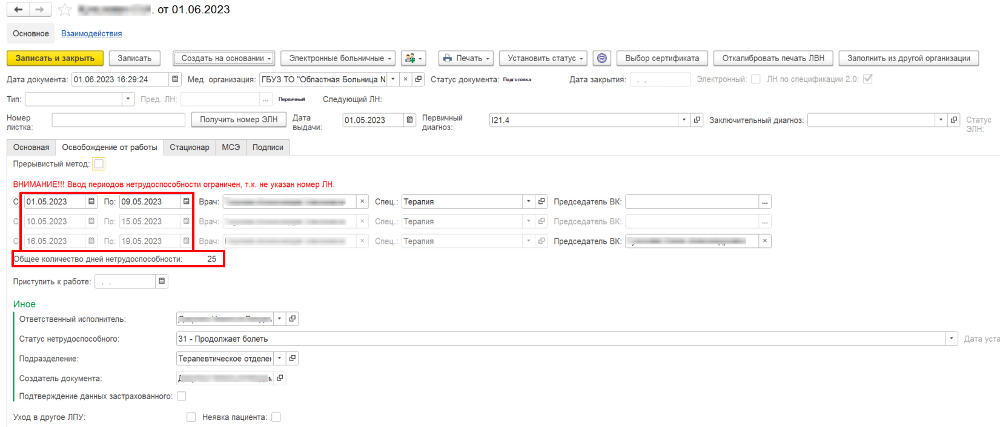 . от 01.06.2023
Основное Взаимодействия
Записать и закрыть Записать Создать на основании Электронные больничные Печать Установить статус Выбор сертификата Откалибровать печать ЛВН Заполнить из другой организации
Дата документа: 01.06.2023 16:29:24 Мед. организация: ГБУЗ ТО "Областная Больница N Статус документа: Подготовка Дата закрытия: . . Электронный: ЛН по спецификации 2.0:
Тип: Пред. ЛН: ... Первичный Следующий ЛН:
Номер листка: Получить номер ЭЛН Дата выдачи: 01.05.2023 Первичный диагноз: I21.4 Заключительный диагноз: Статус ЭЛН:
Основная Освобождение от работы Стационар МСЭ Подписи
Прерывистый метод:
ВНИМАНИЕ!!! Ввод периодов нетрудоспособности ограничен, т.к. не указан номер ЛН.
С 01.05.2023 По: 09.05.2023 Врач: × Спец.: Терапия Председатель ВК: ...
С 10.05.2023 По: 15.05.2023 Врач: × Спец.: Терапия Председатель ВК: ...
С 16.05.2023 По: 19.05.2023 Врач: × Спец.: Терапия Председатель ВК: ×
Общее количество дней нетрудоспособности: 25
Приступить к работе: . .
Иное
Ответственный исполнитель:
Статус нетрудоспособного: 31 - Продолжает болеть Дата уста
Подразделение: Терапевтическое отделен
Создатель документа:
Подтверждение данных застрахованного:
Уход в другое ЛПУ: Неявка пациента: